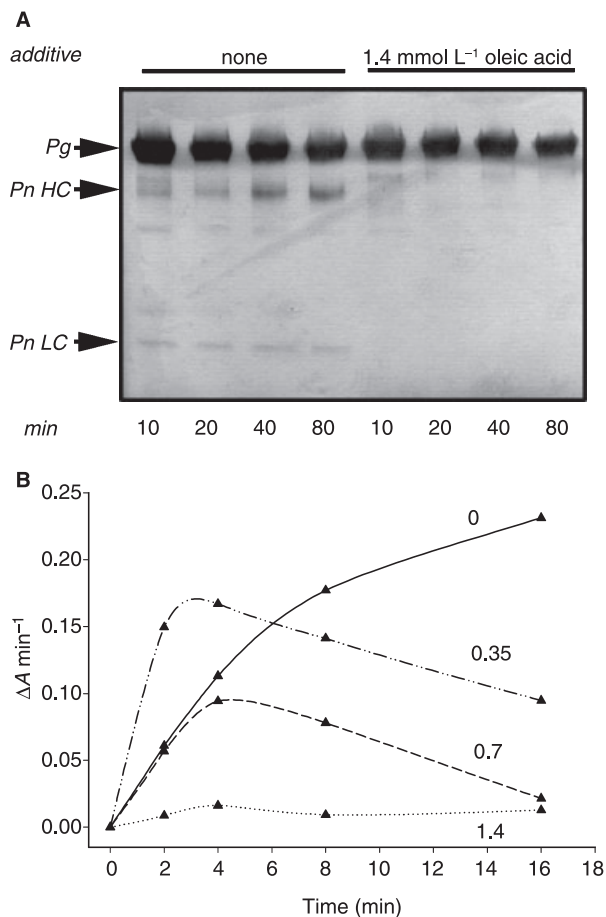 A
additive none 1.4 mmol L⁻¹ oleic acid
Pg
Pn HC
Pn LC
min 10 20 40 80 10 20 40 80
B
0.25
0.20
0.15
0.10
0.05
0.00
ΔA min⁻¹
0
0.35
0.7
1.4
0 2 4 6 8 10 12 14 16 18
Time (min)